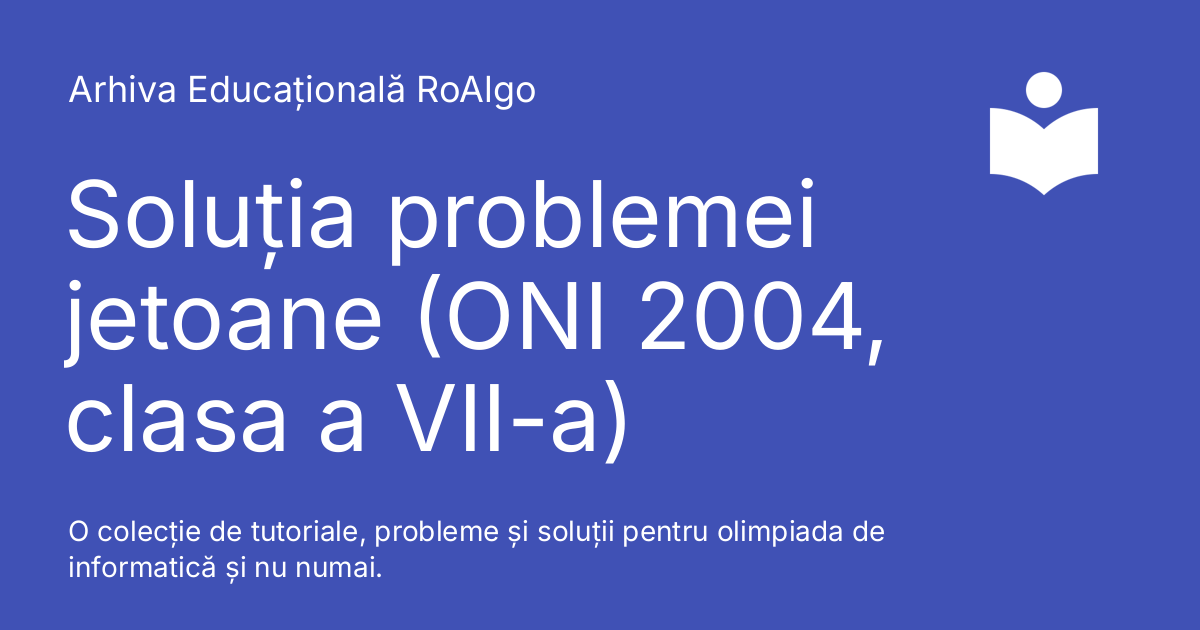 Arhiva Educațională RoAlgo
Soluția problemei
jetoane (ONI 2004,
clasa a VII-a)
O colecție de tutoriale, probleme și soluții pentru olimpiada de
informatică și nu numai.